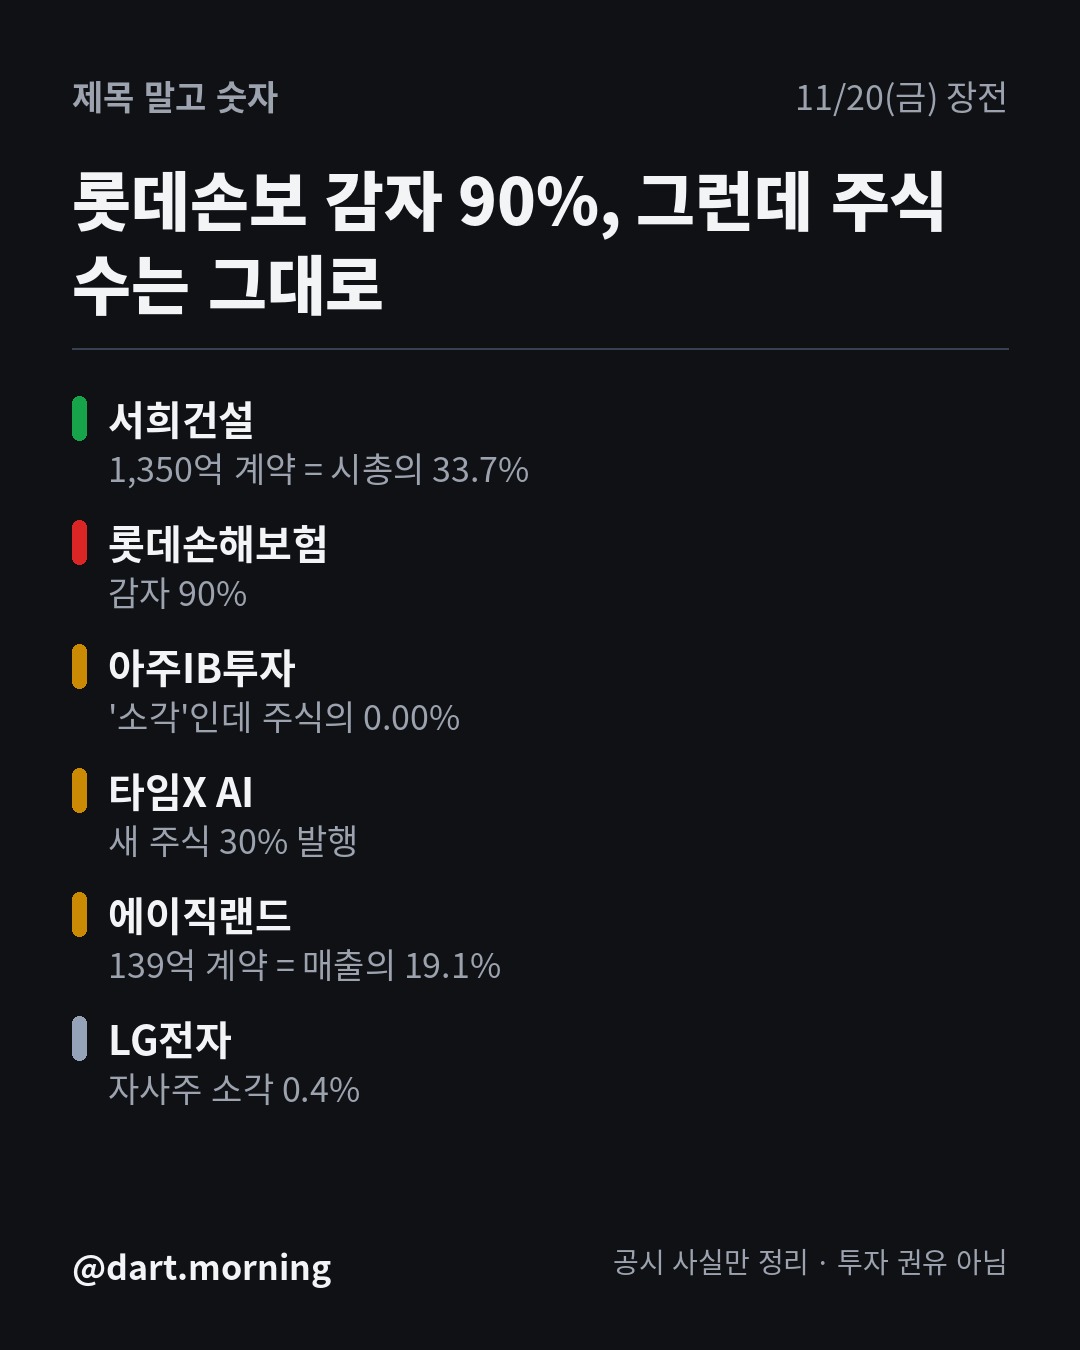 제목 말고 숫자
11/20(금) 장전
롯데손보 감자 90%, 그런데 주식
수는 그대로
서희건설
1,350억 계약 = 시총의 33.7%
롯데손해보험
감자 90%
아주IB투자
'소각'인데 주식의 0.00%
타임X AI
새 주식 30% 발행
에이직랜드
139억 계약 = 매출의 19.1%
LG전자
자사주 소각 0.4%
@dart.morning
공시 사실만 정리 · 투자 권유 아님